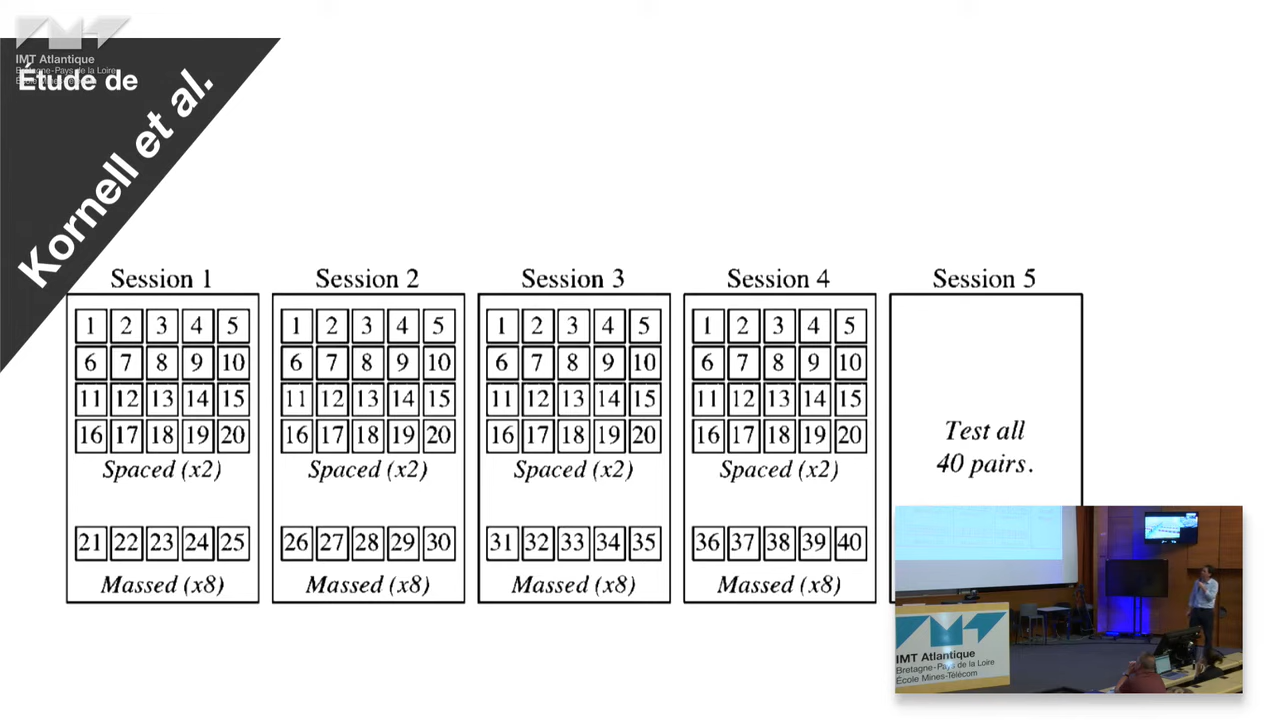 IMT Atlantique
Bretagne-Pays de la Loire
Étude de
Kornell et al.
Session 1
1 2 3 4 5
6 7 8 9 10
11 12 13 14 15
16 17 18 19 20
Spaced (x2)
21 22 23 24 25
Massed (x8)
Session 2
1 2 3 4 5
6 7 8 9 10
11 12 13 14 15
16 17 18 19 20
Spaced (x2)
26 27 28 29 30
Massed (x8)
Session 3
1 2 3 4 5
6 7 8 9 10
11 12 13 14 15
16 17 18 19 20
Spaced (x2)
31 32 33 34 35
Massed (x8)
Session 4
1 2 3 4 5
6 7 8 9 10
11 12 13 14 15
16 17 18 19 20
Spaced (x2)
36 37 38 39 40
Massed (x8)
Session 5
Test all
40 pairs.
IMT Atlantique
Bretagne-Pays de la Loire
École Mines-Télécom